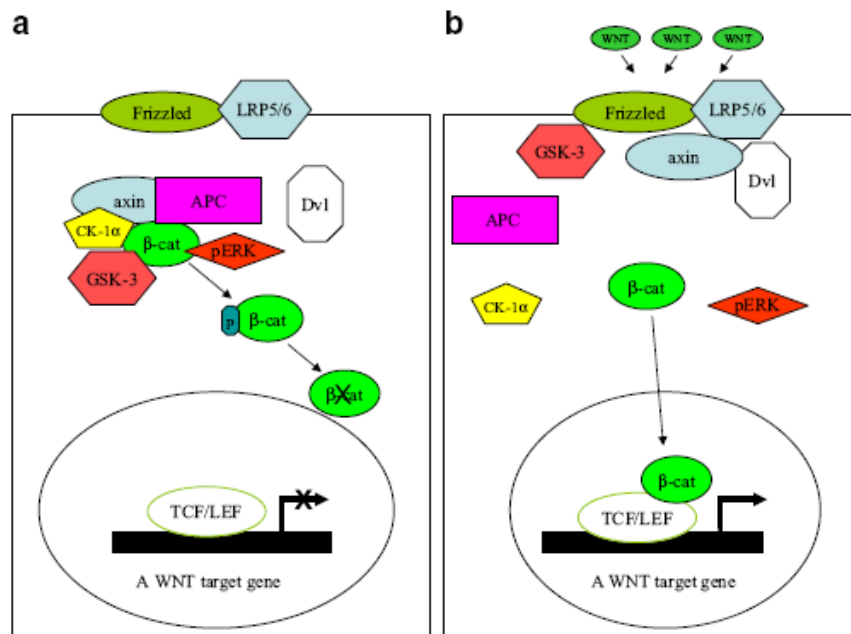 a
Frizzled
LRP5/6
axin
APC
Dvl
CK-1α
β-cat
pERK
GSK-3
p
β-cat
β-cat
TCF/LEF
X
A WNT target gene
b
WNT
WNT
WNT
Frizzled
LRP5/6
GSK-3
axin
Dvl
APC
β-cat
CK-1α
pERK
β-cat
TCF/LEF
A WNT target gene